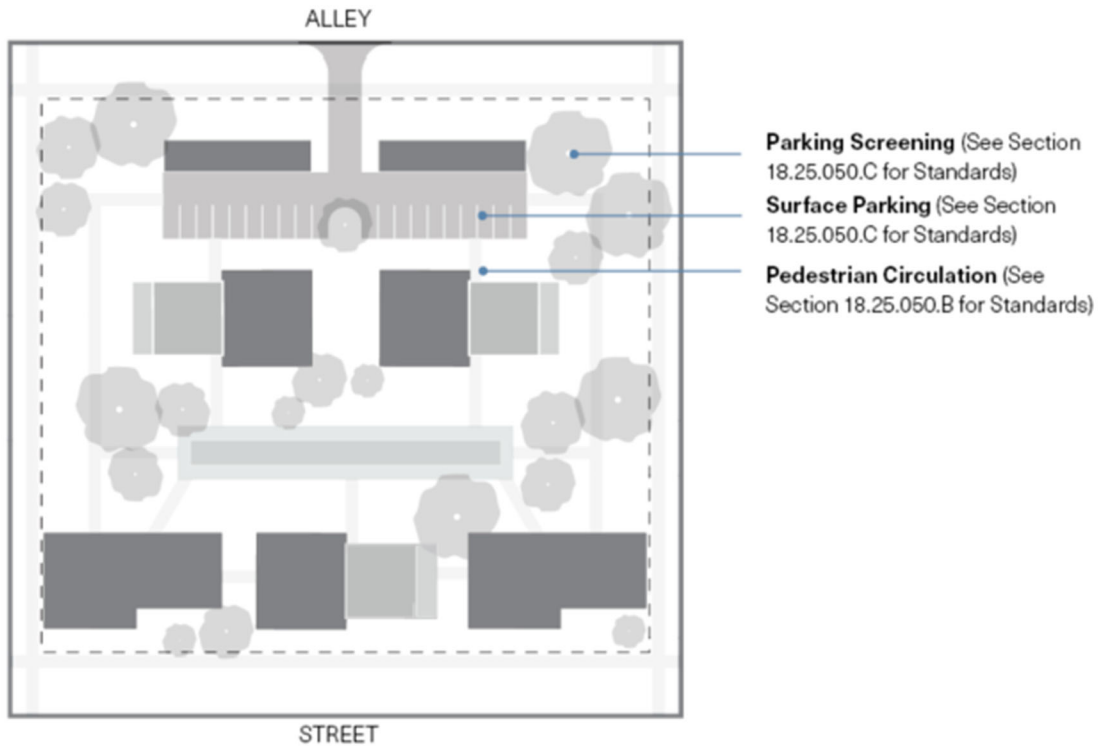 ALLEY
Parking Screening (See Section
18.25.050.C for Standards)
Surface Parking (See Section
18.25.050.C for Standards)
Pedestrian Circulation (See
Section 18.25.050.B for Standards)
STREET